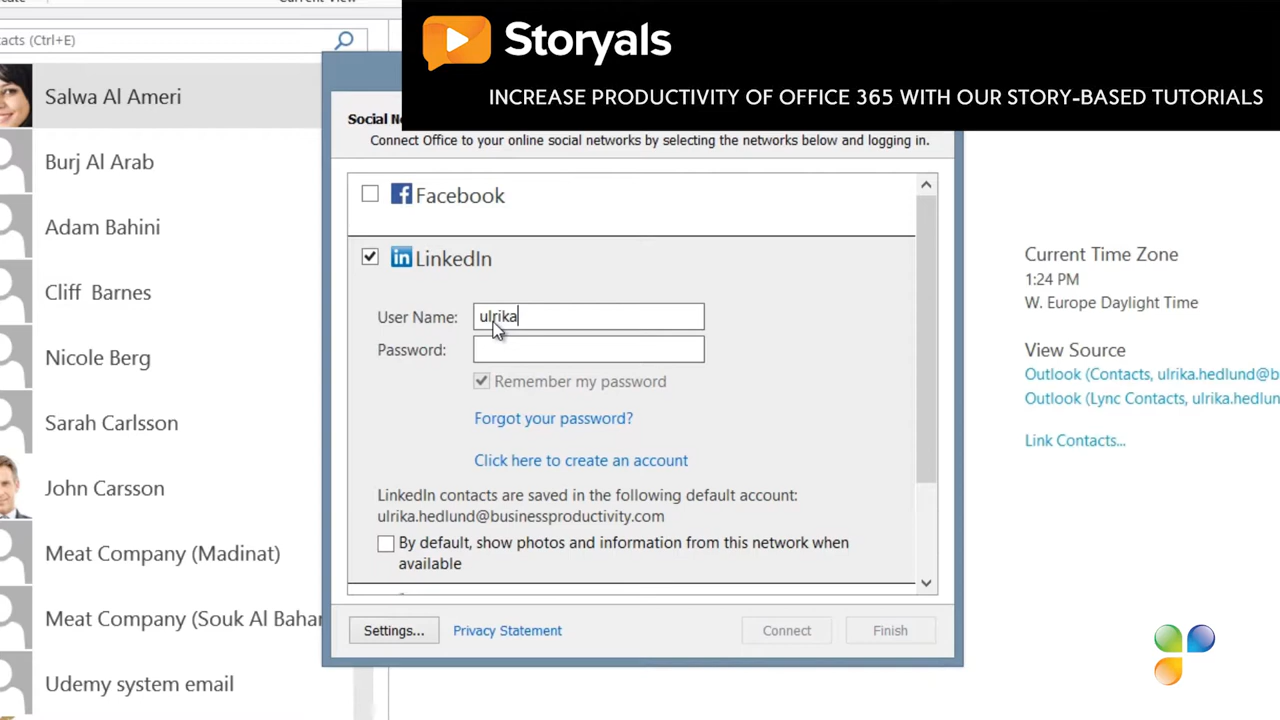 Current View
Storyals
INCREASE PRODUCTIVITY OF OFFICE 365 WITH OUR STORY-BASED TUTORIALS
(Ctrl+E)
Salwa Al Ameri
Burj Al Arab
Adam Bahini
Cliff Barnes
Nicole Berg
Sarah Carlsson
John Carsson
Meat Company (Madinat)
Meat Company (Souk Al Bahar
Udemy system email
Social Ne
Connect Office to your online social networks by selecting the networks below and logging in.
Facebook
LinkedIn
User Name: ulrika
Password:
Remember my password
Forgot your password?
Click here to create an account
LinkedIn contacts are saved in the following default account:
ulrika.hedlund@businessproductivity.com
By default, show photos and information from this network when
available
Settings... Privacy Statement Connect Finish
Current Time Zone
1:24 PM
W. Europe Daylight Time
View Source
Outlook (Contacts, ulrika.hedlund@b
Outlook (Lync Contacts, ulrika.hedlun
Link Contacts...